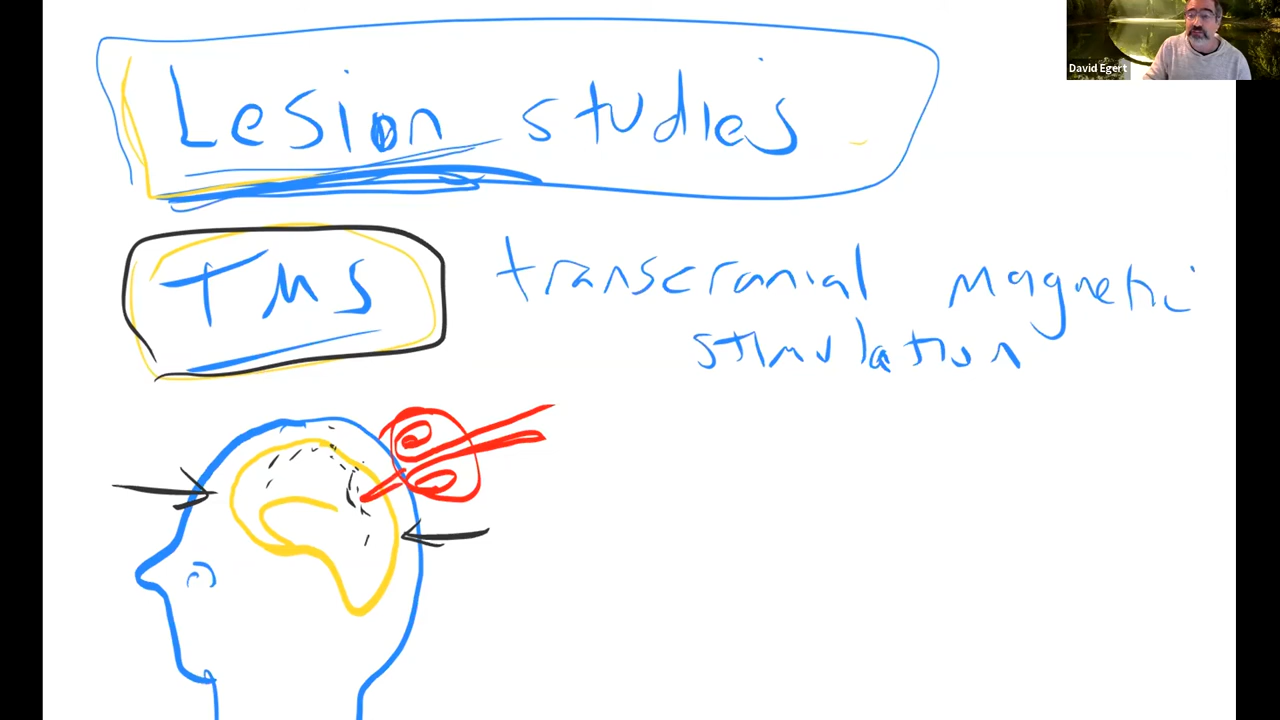 Lesion studies
David Egert
TMS transcranial magnetic
stimulation